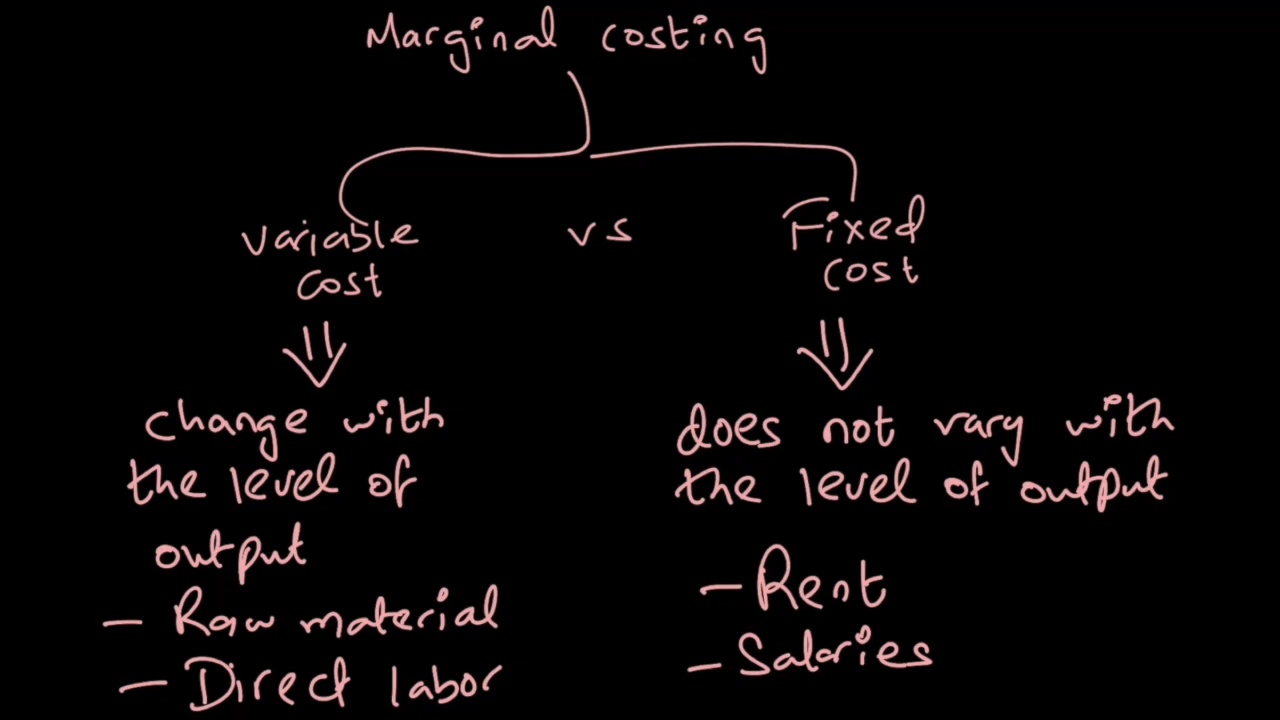 Marginal costing
Variable cost
vs
Fixed cost
change with
the level of
output
- Raw material
- Direct labor
does not vary with
the level of output
- Rent
- Salaries